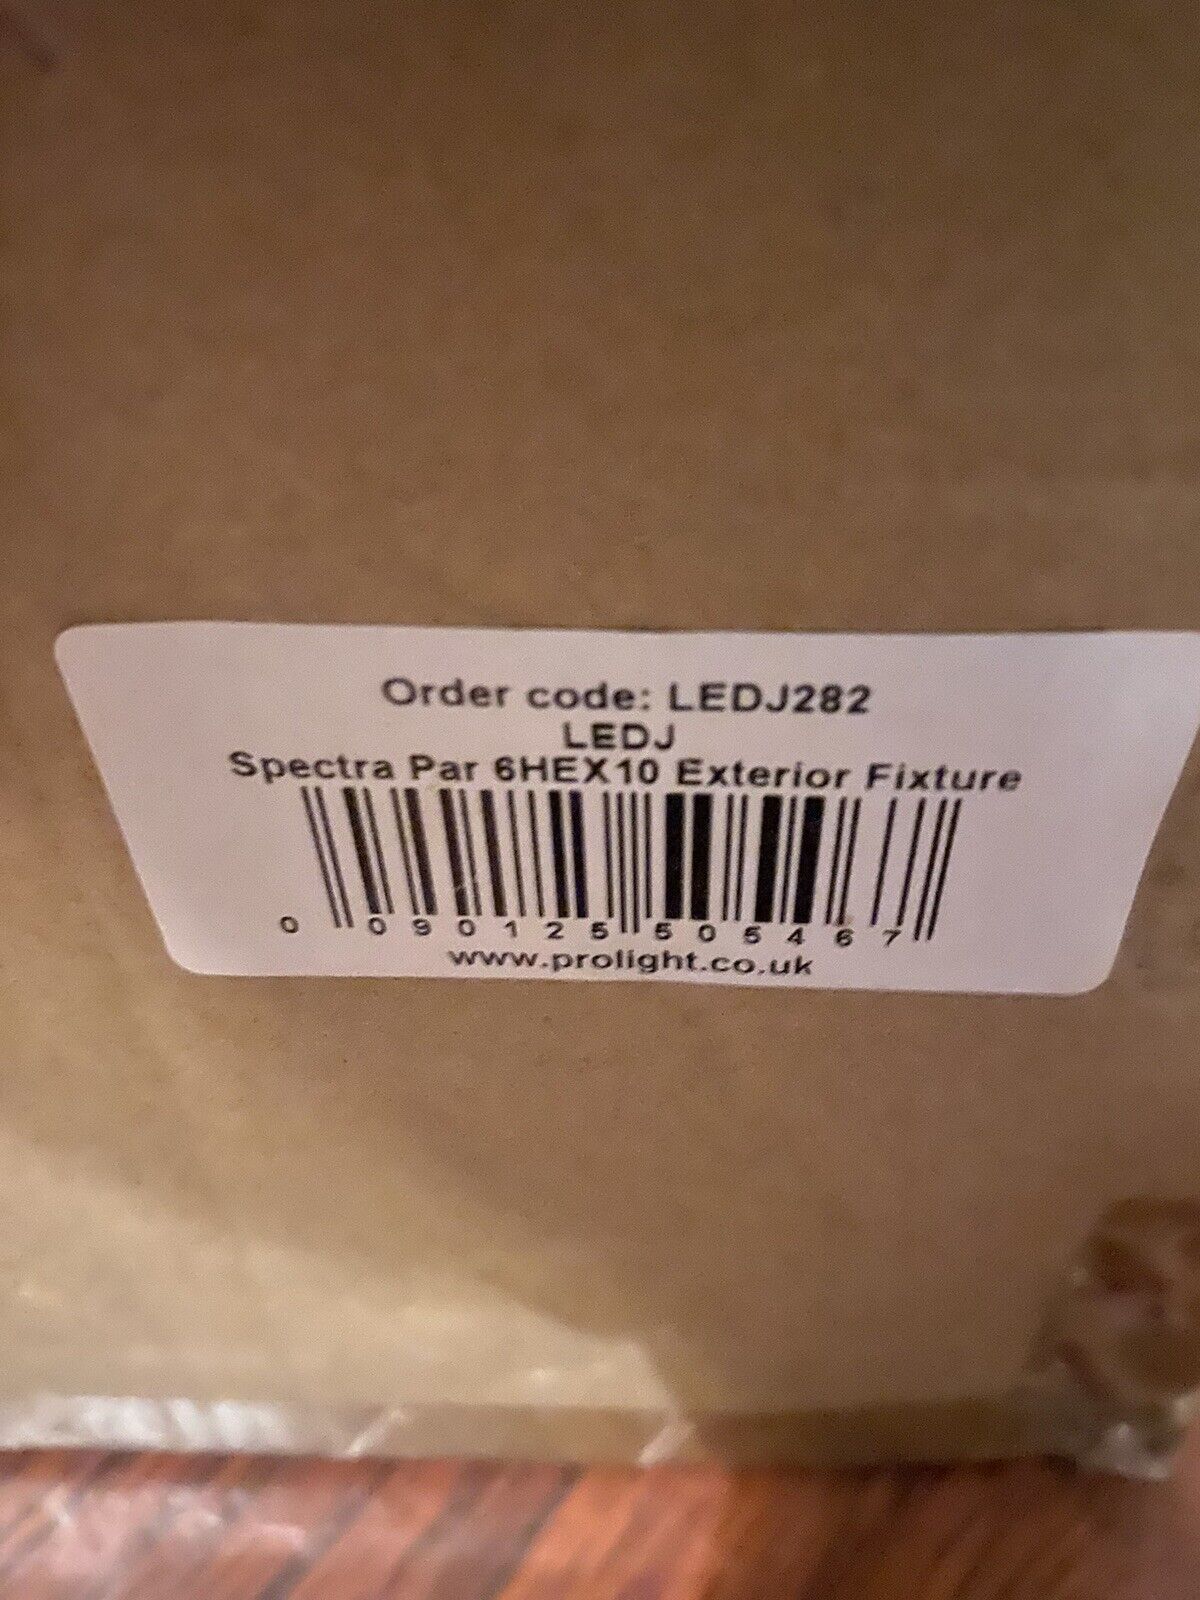 Order code: LEDJ282
LEDJ
Spectra Par 6HEX10 Exterior Fixture
0 090125 505467
www.prolight.co.uk